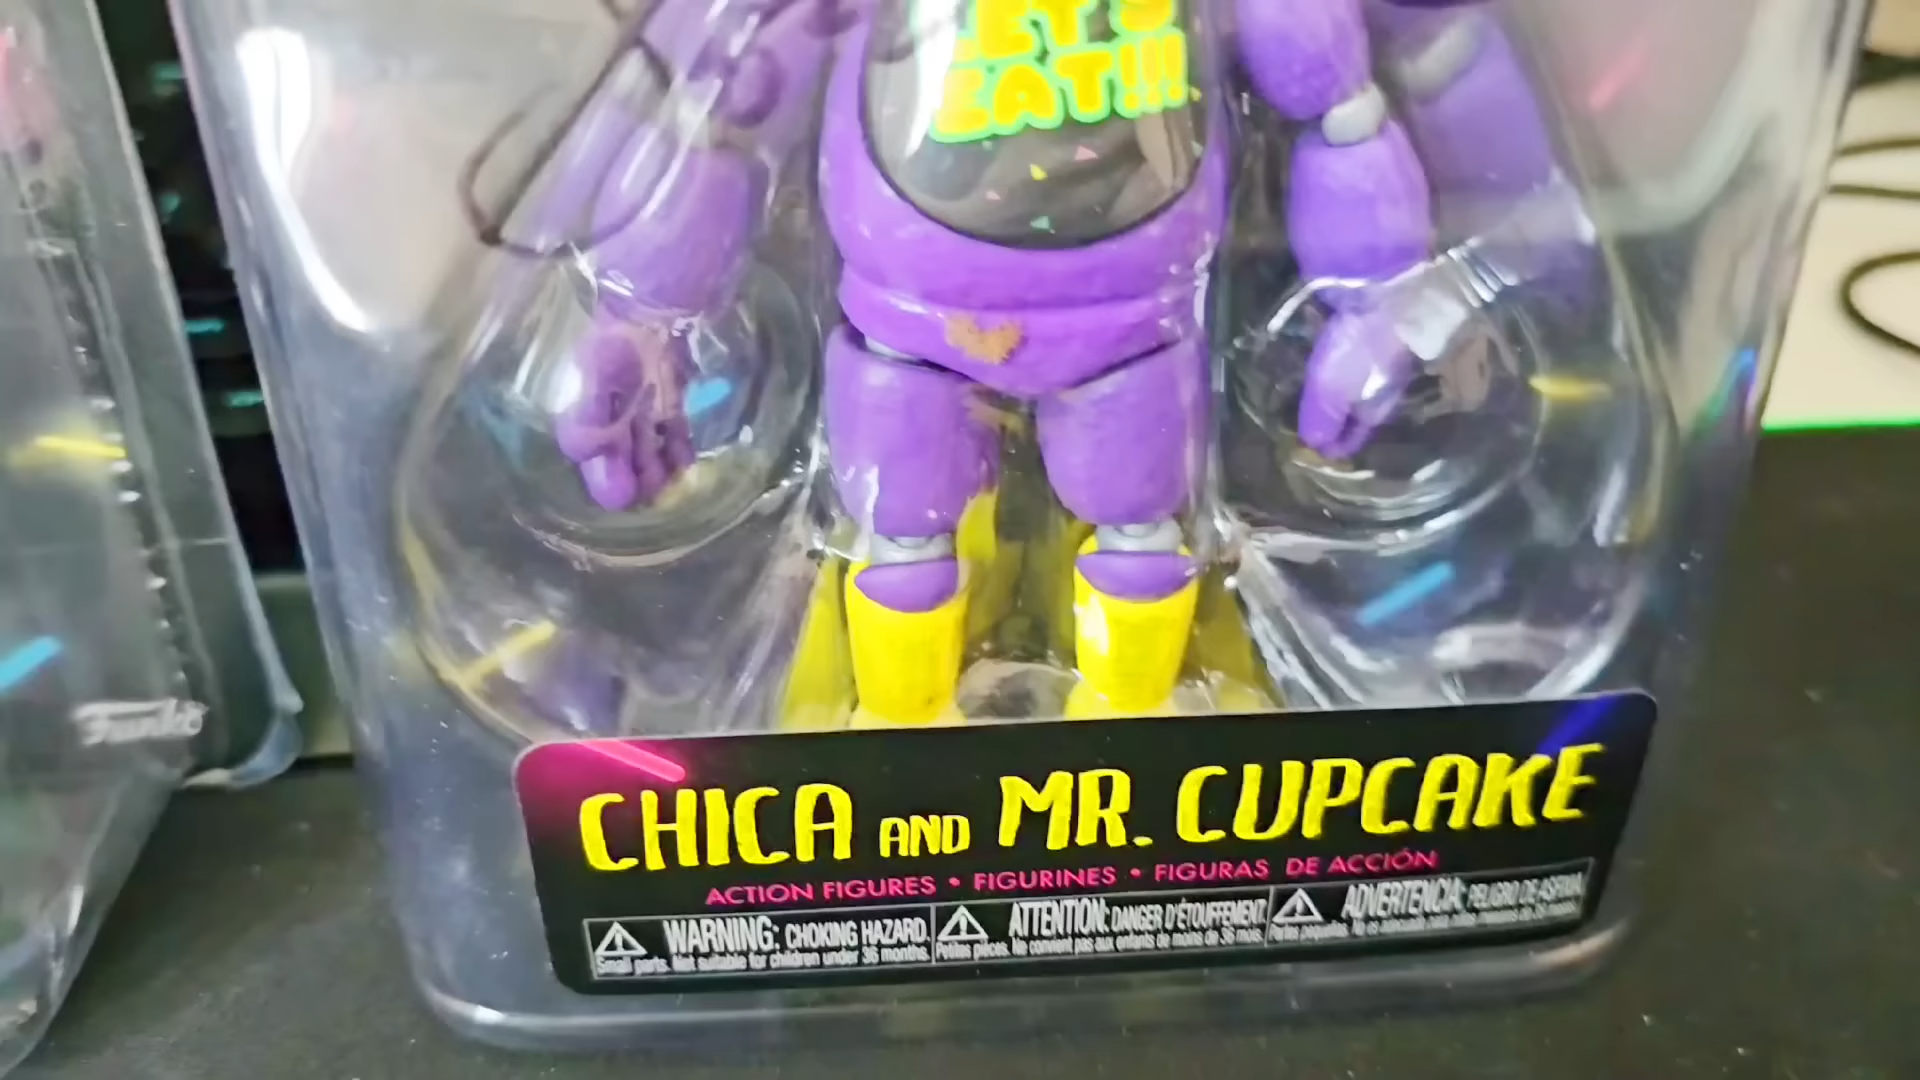 LET'S
EAT!!!
Funko
CHICA AND MR. CUPCAKE
ACTION FIGURES • FIGURINES • FIGURAS DE ACCIÓN
WARNING: CHOKING HAZARD.
Small parts. Not suitable for children under 36 months.
ATTENTION: DANGER D'ÉTOUFFEMENT.
Petites pièces. Ne convient pas aux enfants de moins de 36 mois.
ADVERTENCIA: PELIGRO DE ASFIXIA.